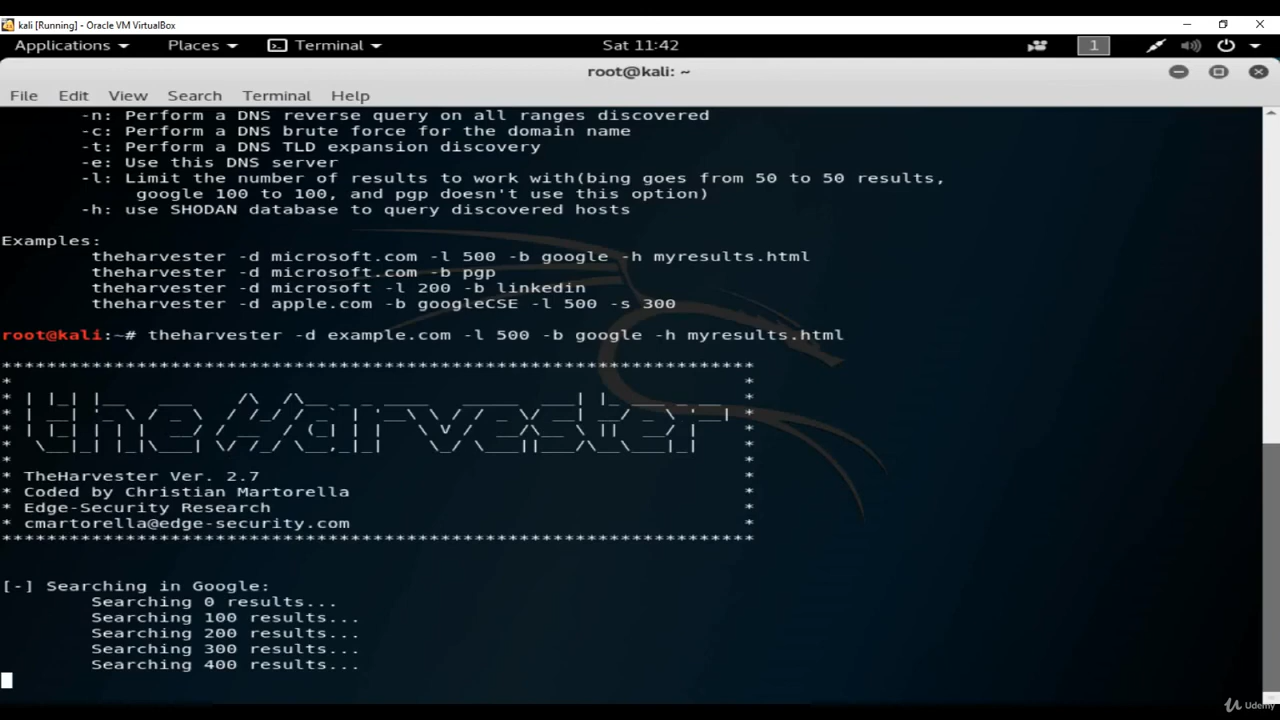 kali [Running] - Oracle VM VirtualBox
Applications Places Terminal Sat 11:42 1
root@kali: ~
File Edit View Search Terminal Help
-n: Perform a DNS reverse query on all ranges discovered
-c: Perform a DNS brute force for the domain name
-t: Perform a DNS TLD expansion discovery
-e: Use this DNS server
-l: Limit the number of results to work with(bing goes from 50 to 50 results,
google 100 to 100, and pgp doesn't use this option)
-h: use SHODAN database to query discovered hosts
Examples:
theharvester -d microsoft.com -l 500 -b google -h myresults.html
theharvester -d microsoft.com -b pgp
theharvester -d microsoft -l 200 -b linkedin
theharvester -d apple.com -b googleCSE -l 500 -s 300
root@kali:~# theharvester -d example.com -l 500 -b google -h myresults.html
*******************************************************************
theHarvester
* TheHarvester Ver. 2.7 *
* Coded by Christian Martorella *
* Edge-Security Research *
* cmartorella@edge-security.com *
*******************************************************************
[-] Searching in Google:
Searching 0 results...
Searching 100 results...
Searching 200 results...
Searching 300 results...
Searching 400 results...
Udemy